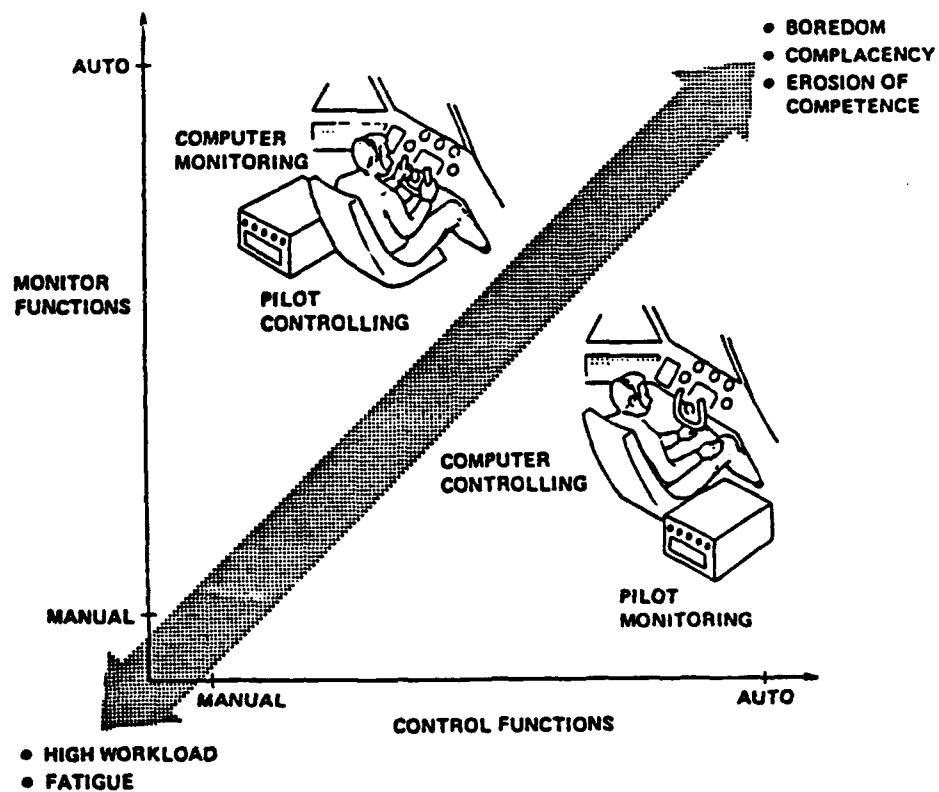 ● BOREDOM
● COMPLACENCY
● EROSION OF
COMPETENCE
AUTO
COMPUTER
MONITORING
MONITOR
FUNCTIONS
PILOT
CONTROLLING
COMPUTER
CONTROLLING
PILOT
MONITORING
MANUAL
MANUAL
AUTO
CONTROL FUNCTIONS
● HIGH WORKLOAD
● FATIGUE